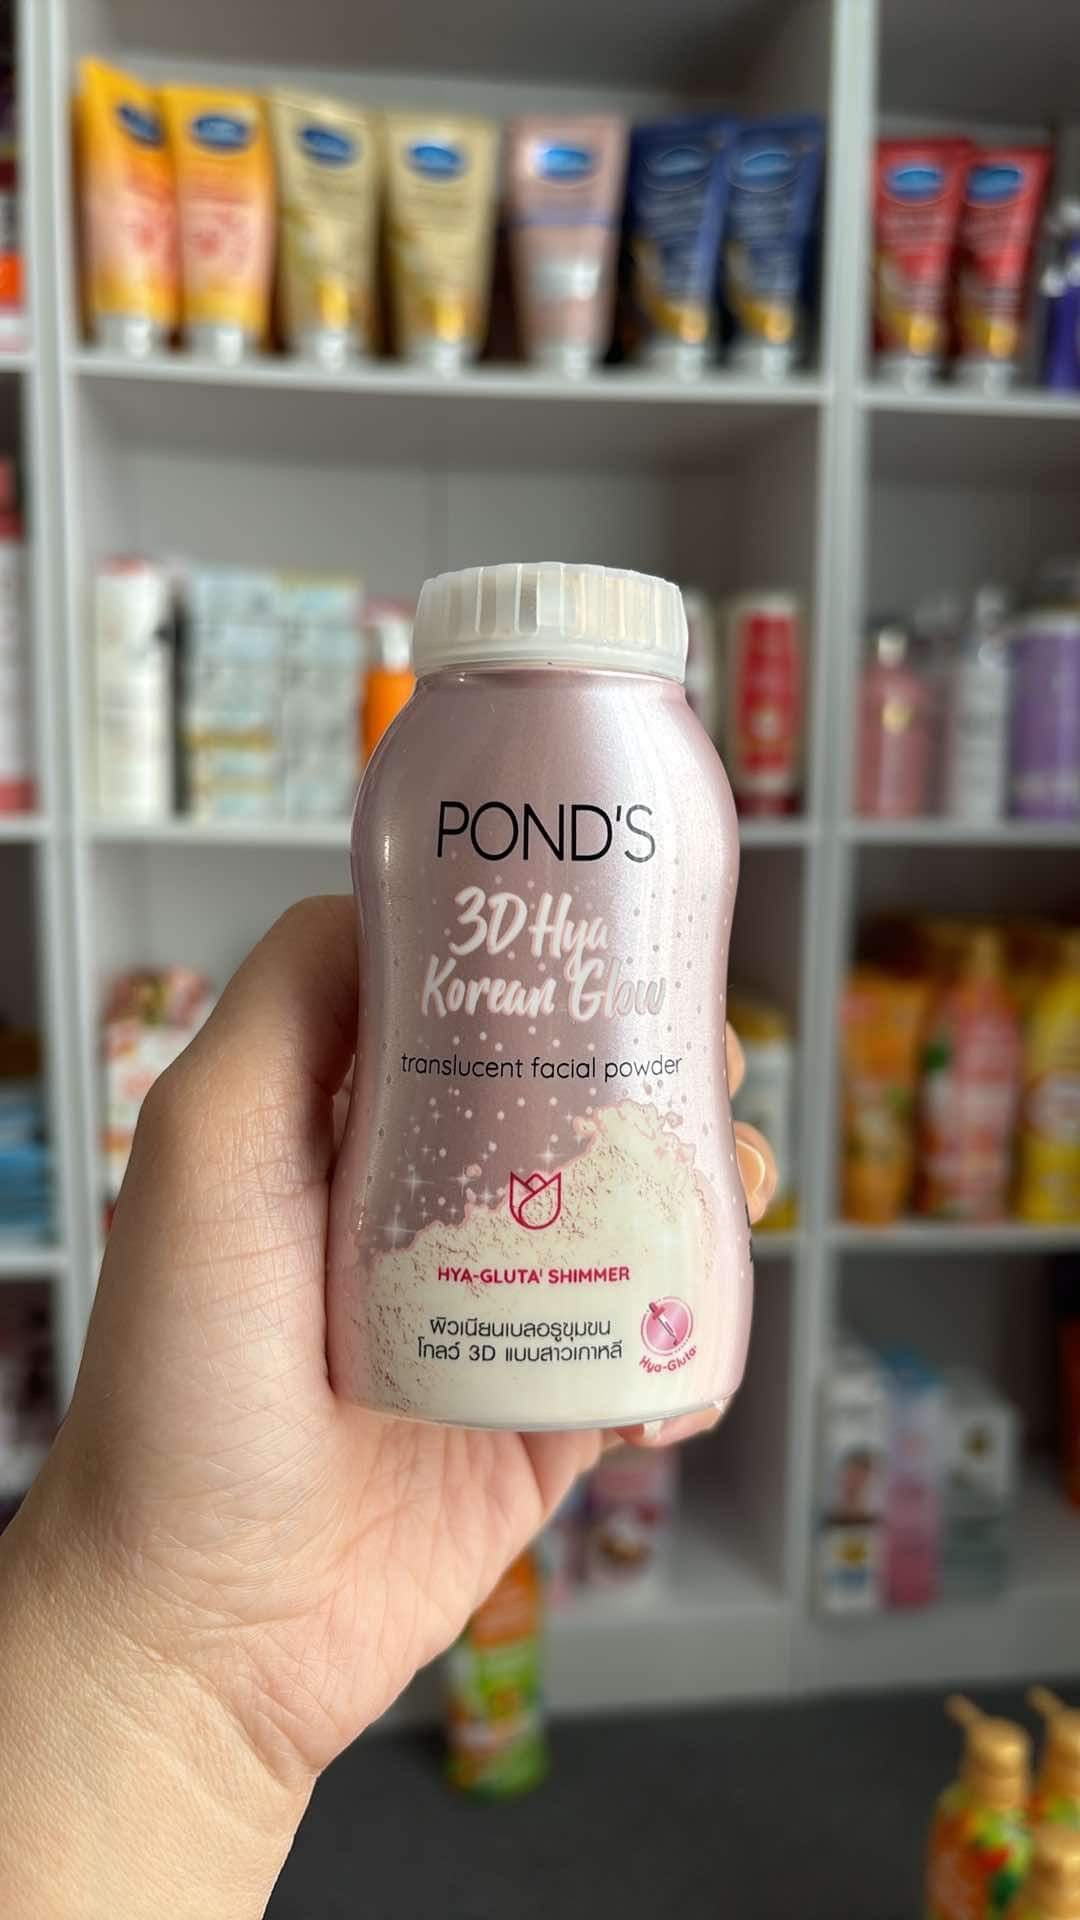 POND'S
3D Hya
Korean Glow
translucent facial powder
HYA-GLUTA¹ SHIMMER
ผิวเนียนเบลอรูขุมขน
โกลว์ 3D แบบสาวเกาหลี
Hya-Gluta¹